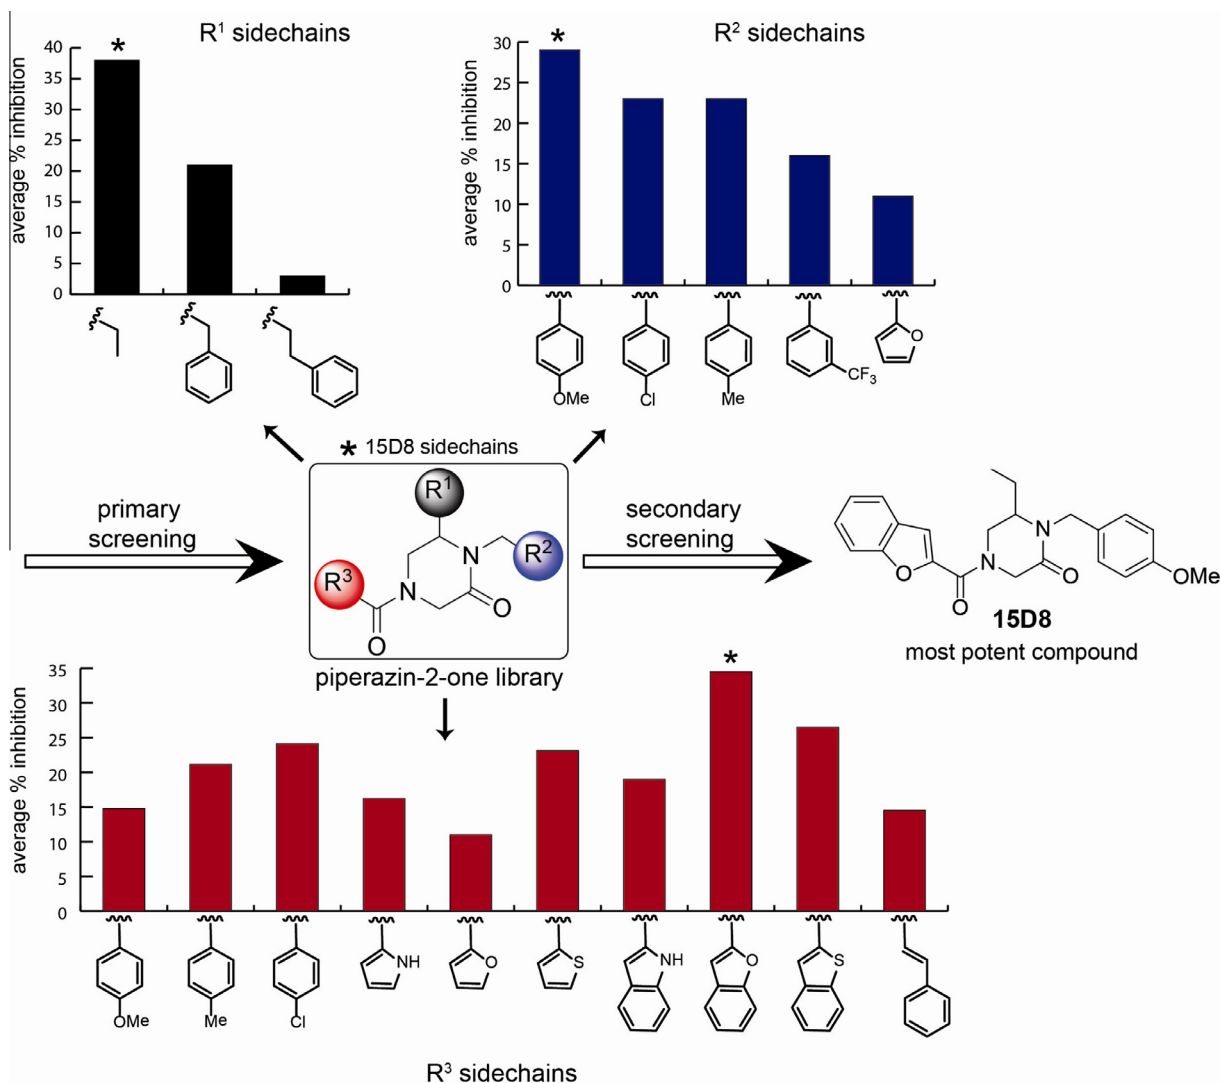 R¹ sidechains
*
average % inhibition
40
35
30
25
20
15
10
5
0
R² sidechains
*
average % inhibition
30
25
20
15
10
5
0
OMe
Cl
Me
CF₃
O
* 15D8 sidechains
primary
screening
R¹
R²
R³
N
N
O
O
piperazin-2-one library
secondary
screening
N
N
O
O
O
OMe
15D8
most potent compound
*
average % inhibition
35
30
25
20
15
10
5
0
OMe
Me
Cl
NH
O
S
NH
O
S
R³ sidechains